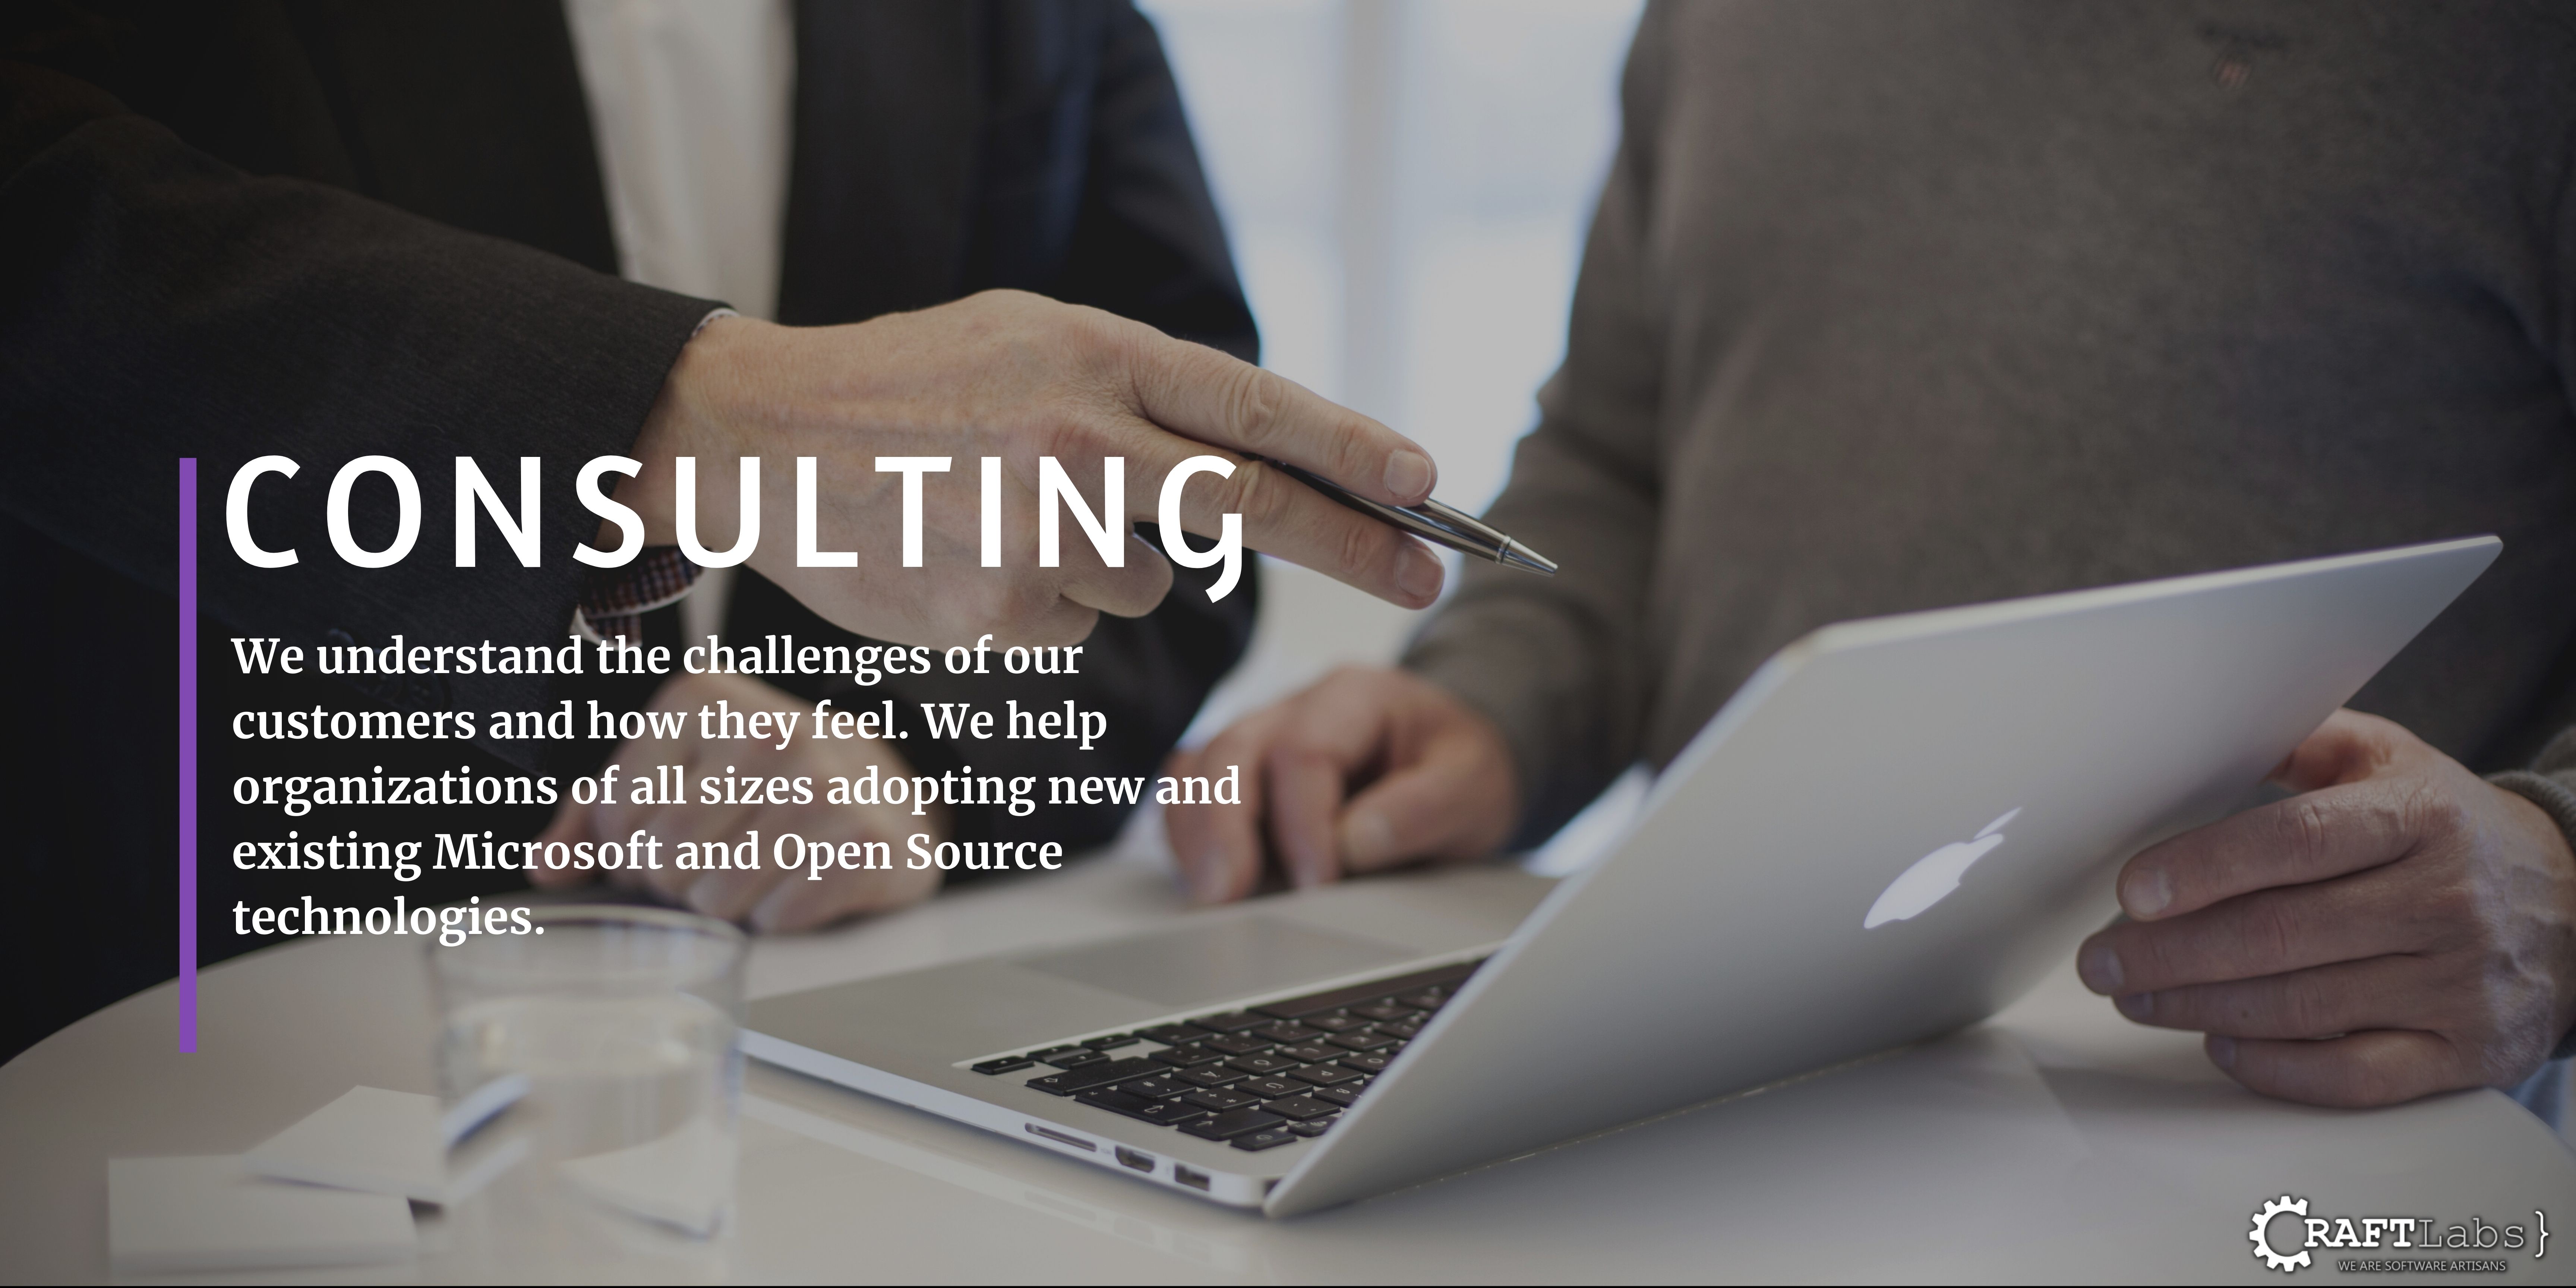 CONSULTING
We understand the challenges of our
customers and how they feel. We help
organizations of all sizes adopting new and
existing Microsoft and Open Source
technologies.
CRAFTLabs}
WE ARE SOFTWARE ARTISANS